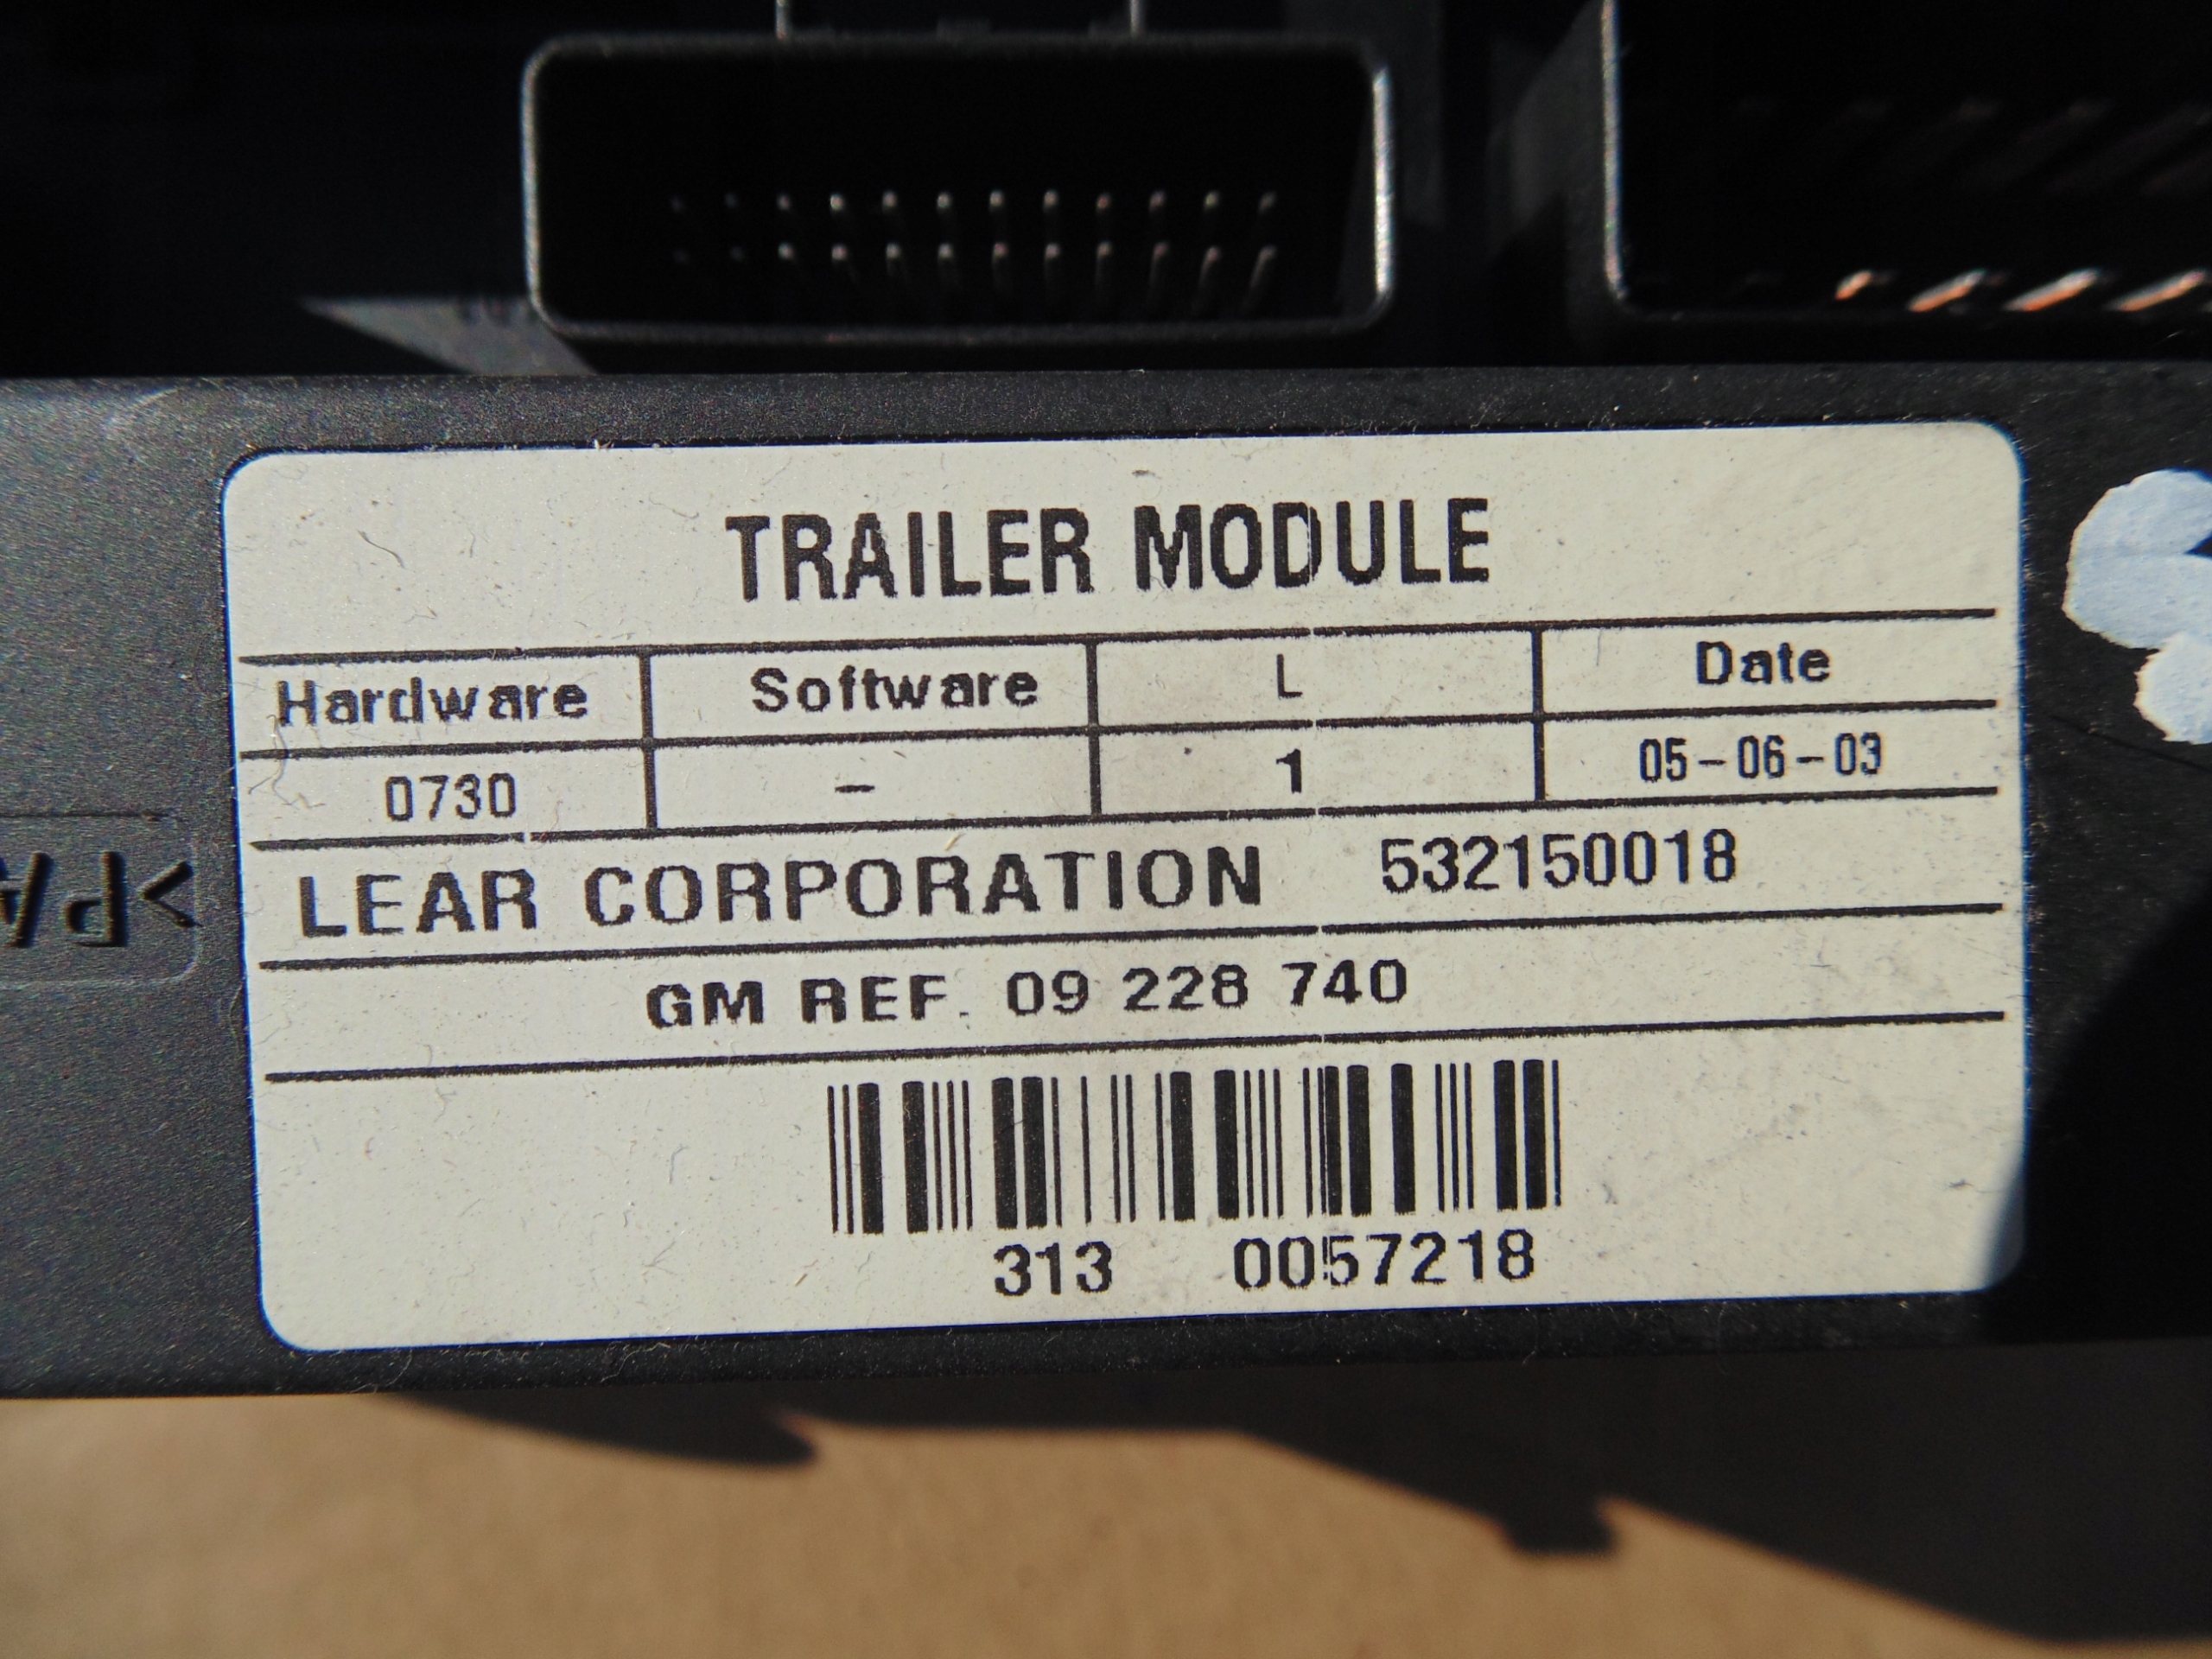 TRAILER MODULE
Hardware Software L Date
0730 – 1 05-06-03
LEAR CORPORATION 532150018
GM REF. 09 228 740
313 0057218
>PA